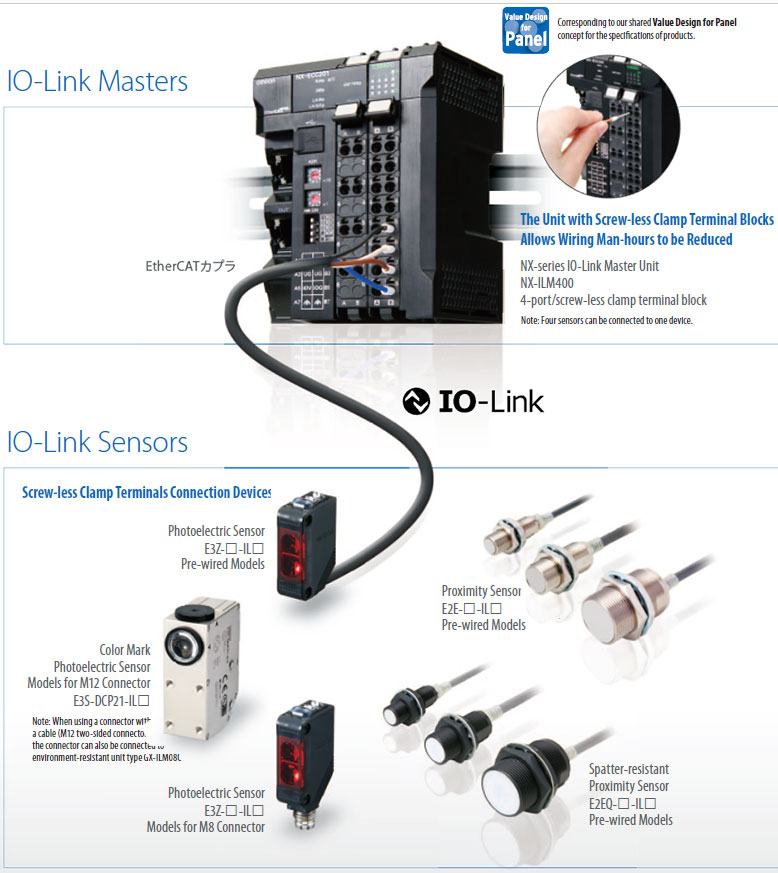 Value Design
for
Panel
Corresponding to our shared Value Design for Panel
concept for the specifications of products.
IO-Link Masters
NX-ECC201
The Unit with Screw-less Clamp Terminal Blocks
Allows Wiring Man-hours to be Reduced
EtherCATカプラ
NX-series IO-Link Master Unit
NX-ILM400
4-port/screw-less clamp terminal block
Note: Four sensors can be connected to one device.
IO-Link
IO-Link Sensors
Screw-less Clamp Terminals Connection Devices
Photoelectric Sensor
E3Z-□-IL□
Pre-wired Models
Proximity Sensor
E2E-□-IL□
Pre-wired Models
Color Mark
Photoelectric Sensor
Models for M12 Connector
E3S-DCP21-IL□
Note: When using a connector with
a cable (M12 two-sided connecto
the connector can also be connected to
environment-resistant unit type GX-ILM08C
Photoelectric Sensor
E3Z-□-IL□
Models for M8 Connector
Spatter-resistant
Proximity Sensor
E2EQ-□-IL□
Pre-wired Models